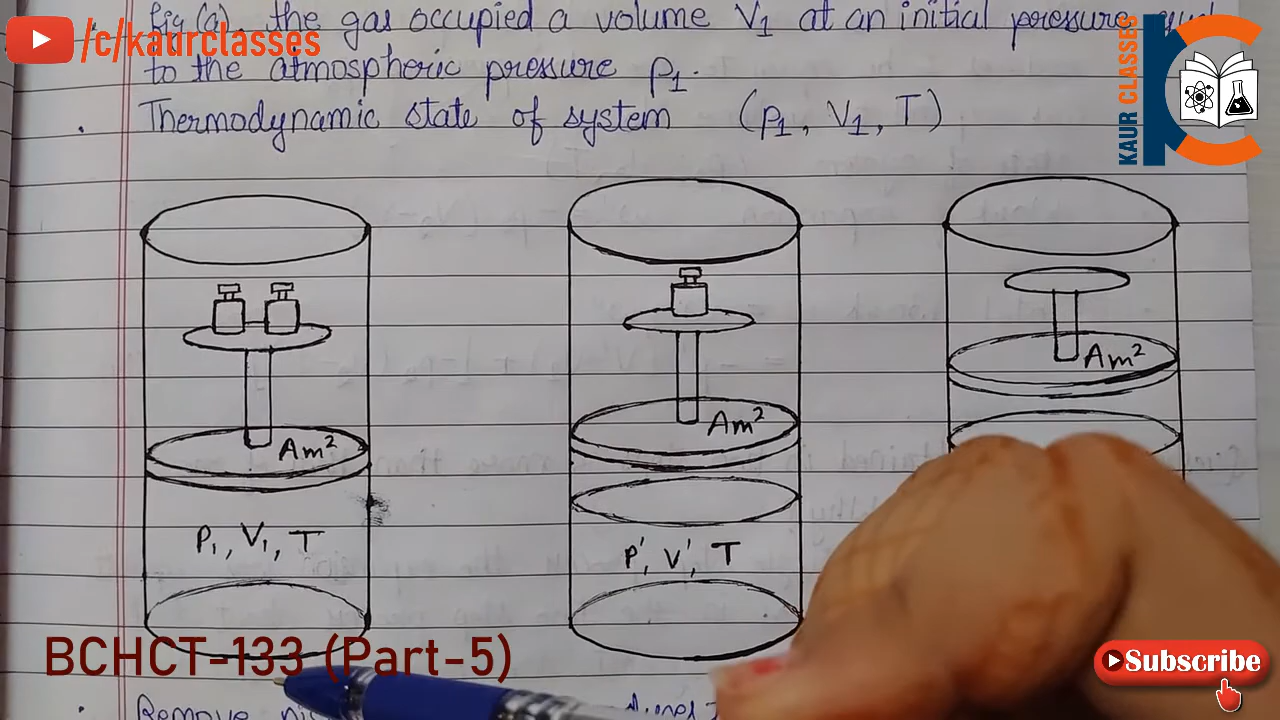 fig (a), the gas occupied a volume V1 at an initial pressure
/c/kaurclasses
to the atmospheric pressure p1.
. Thermodynamic state of system (p1, V1, T)
KAUR CLASSES
Am²
Am²
Am²
P1, V1, T
P', V', T
BCHCT-133 (Part-5)
Subscribe
. Remove